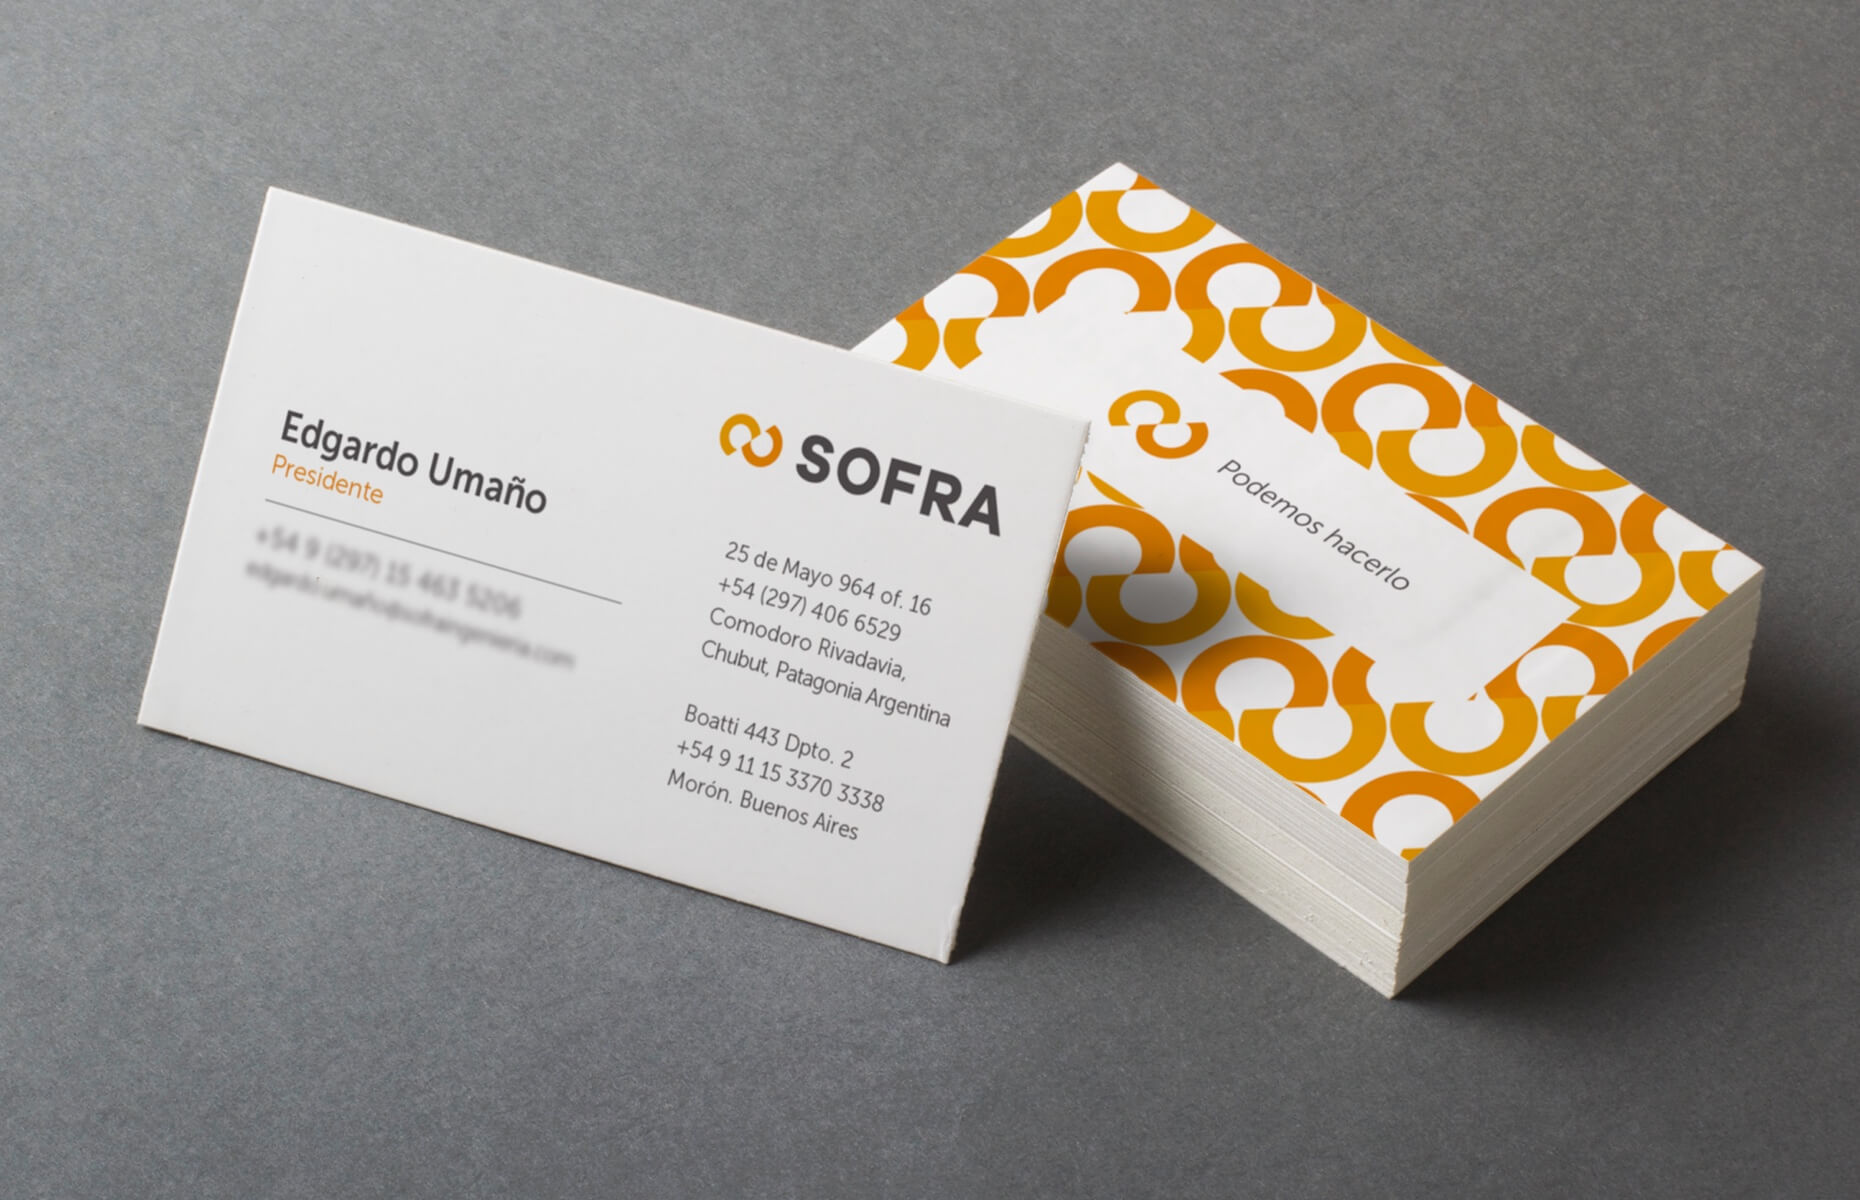 Edgardo Umaño
Presidente
SOFRA
25 de Mayo 964 of. 16
+54 (297) 406 6529
Comodoro Rivadavia,
Chubut, Patagonia Argentina
Boatti 443 Dpto. 2
+54 9 11 15 3370 3338
Morón. Buenos Aires
Podemos hacerlo